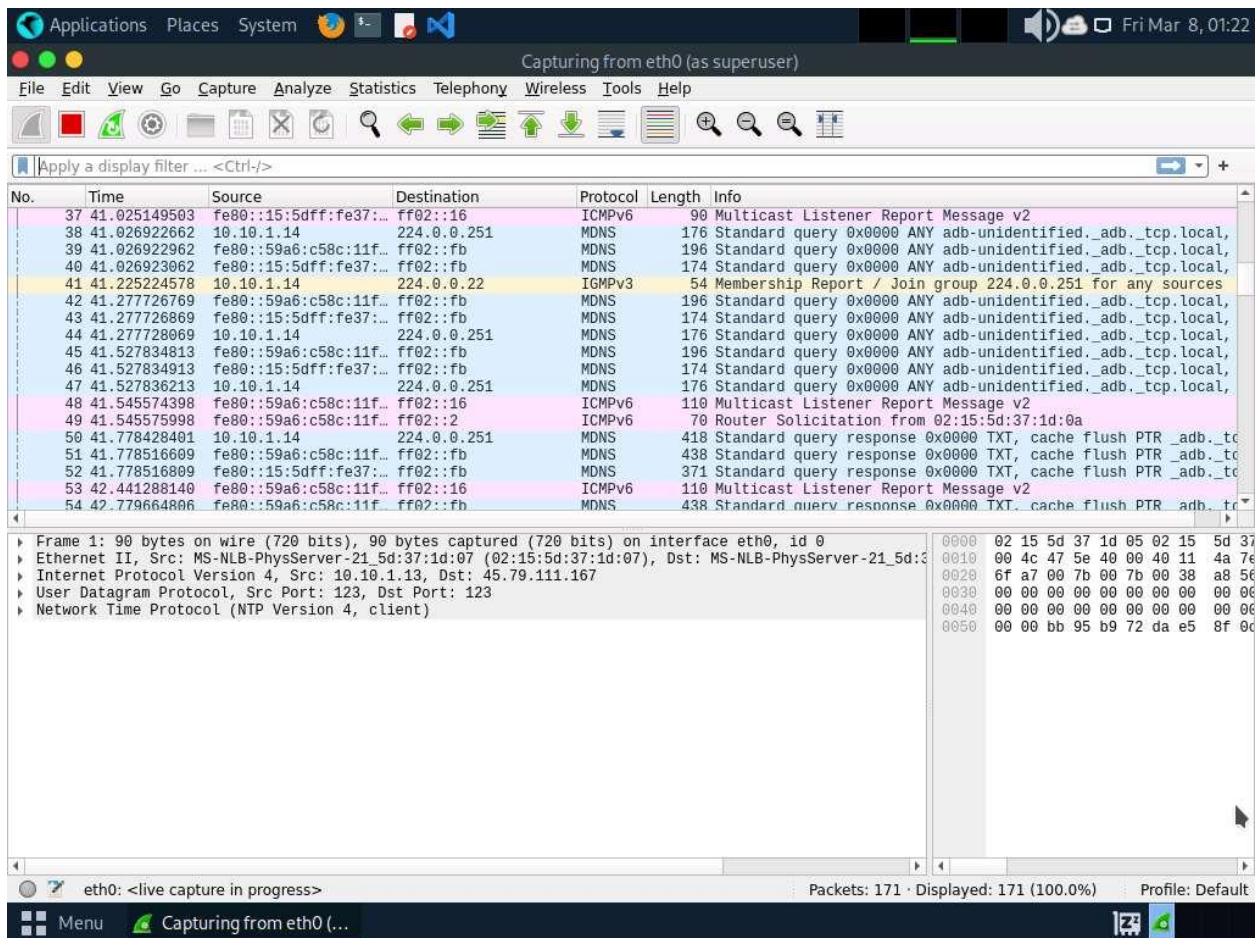 Applications Places System Fri Mar 8, 01:22
Capturing from eth0 (as superuser)
File Edit View Go Capture Analyze Statistics Telephony Wireless Tools Help
Apply a display filter ... <Ctrl-/>
No. Time Source Destination Protocol Length Info
37 41.025149503 fe80::15:5dff:fe37:… ff02::16 ICMPv6 90 Multicast Listener Report Message v2
38 41.026922662 10.10.1.14 224.0.0.251 MDNS 176 Standard query 0x0000 ANY adb-unidentified._adb._tcp.local,
39 41.026922962 fe80::59a6:c58c:11f… ff02::fb MDNS 196 Standard query 0x0000 ANY adb-unidentified._adb._tcp.local,
40 41.026923062 fe80::15:5dff:fe37:… ff02::fb MDNS 174 Standard query 0x0000 ANY adb-unidentified._adb._tcp.local,
41 41.225224578 10.10.1.14 224.0.0.22 IGMPv3 54 Membership Report / Join group 224.0.0.251 for any sources
42 41.277726769 fe80::59a6:c58c:11f… ff02::fb MDNS 196 Standard query 0x0000 ANY adb-unidentified._adb._tcp.local,
43 41.277726869 fe80::15:5dff:fe37:… ff02::fb MDNS 174 Standard query 0x0000 ANY adb-unidentified._adb._tcp.local,
44 41.277728069 10.10.1.14 224.0.0.251 MDNS 176 Standard query 0x0000 ANY adb-unidentified._adb._tcp.local,
45 41.527834813 fe80::59a6:c58c:11f… ff02::fb MDNS 196 Standard query 0x0000 ANY adb-unidentified._adb._tcp.local,
46 41.527834913 fe80::15:5dff:fe37:… ff02::fb MDNS 174 Standard query 0x0000 ANY adb-unidentified._adb._tcp.local,
47 41.527836213 10.10.1.14 224.0.0.251 MDNS 176 Standard query 0x0000 ANY adb-unidentified._adb._tcp.local,
48 41.545574398 fe80::59a6:c58c:11f… ff02::16 ICMPv6 110 Multicast Listener Report Message v2
49 41.545575998 fe80::59a6:c58c:11f… ff02::2 ICMPv6 70 Router Solicitation from 02:15:5d:37:1d:0a
50 41.778428401 10.10.1.14 224.0.0.251 MDNS 418 Standard query response 0x0000 TXT, cache flush PTR _adb._tc
51 41.778516609 fe80::59a6:c58c:11f… ff02::fb MDNS 438 Standard query response 0x0000 TXT, cache flush PTR _adb._tc
52 41.778516809 fe80::15:5dff:fe37:… ff02::fb MDNS 371 Standard query response 0x0000 TXT, cache flush PTR _adb._tc
53 42.441288140 fe80::59a6:c58c:11f… ff02::16 ICMPv6 110 Multicast Listener Report Message v2
54 42.779664806 fe80::59a6:c58c:11f… ff02::fb MDNS 438 Standard query response 0x0000 TXT, cache flush PTR _adb._tc
Frame 1: 90 bytes on wire (720 bits), 90 bytes captured (720 bits) on interface eth0, id 0
Ethernet II, Src: MS-NLB-PhysServer-21_5d:37:1d:07 (02:15:5d:37:1d:07), Dst: MS-NLB-PhysServer-21_5d:3
Internet Protocol Version 4, Src: 10.10.1.13, Dst: 45.79.111.167
User Datagram Protocol, Src Port: 123, Dst Port: 123
Network Time Protocol (NTP Version 4, client)
0000 02 15 5d 37 1d 05 02 15 5d 37
0010 00 4c 47 5e 40 00 40 11 4a 7e
0020 6f a7 00 7b 00 7b 00 38 a8 56
0030 00 00 00 00 00 00 00 00 00 00
0040 00 00 00 00 00 00 00 00 00 00
0050 00 00 bb 95 b9 72 da e5 8f 0c
eth0: <live capture in progress> Packets: 171 · Displayed: 171 (100.0%) Profile: Default
Menu Capturing from eth0 (...